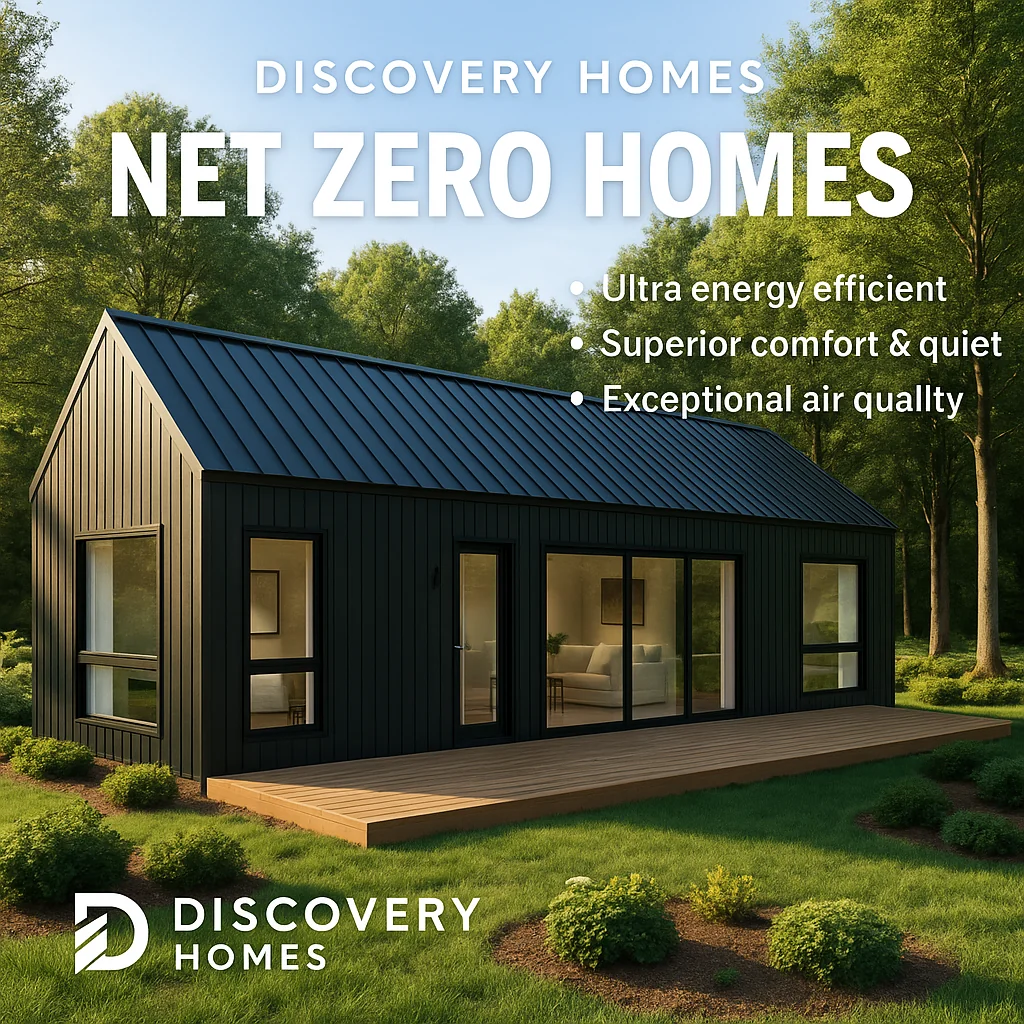 DISCOVERY HOMES
NET ZERO HOMES
• Ultra energy efficient
• Superior comfort & quiet
• Exceptional air quallty
DISCOVERY
HOMES